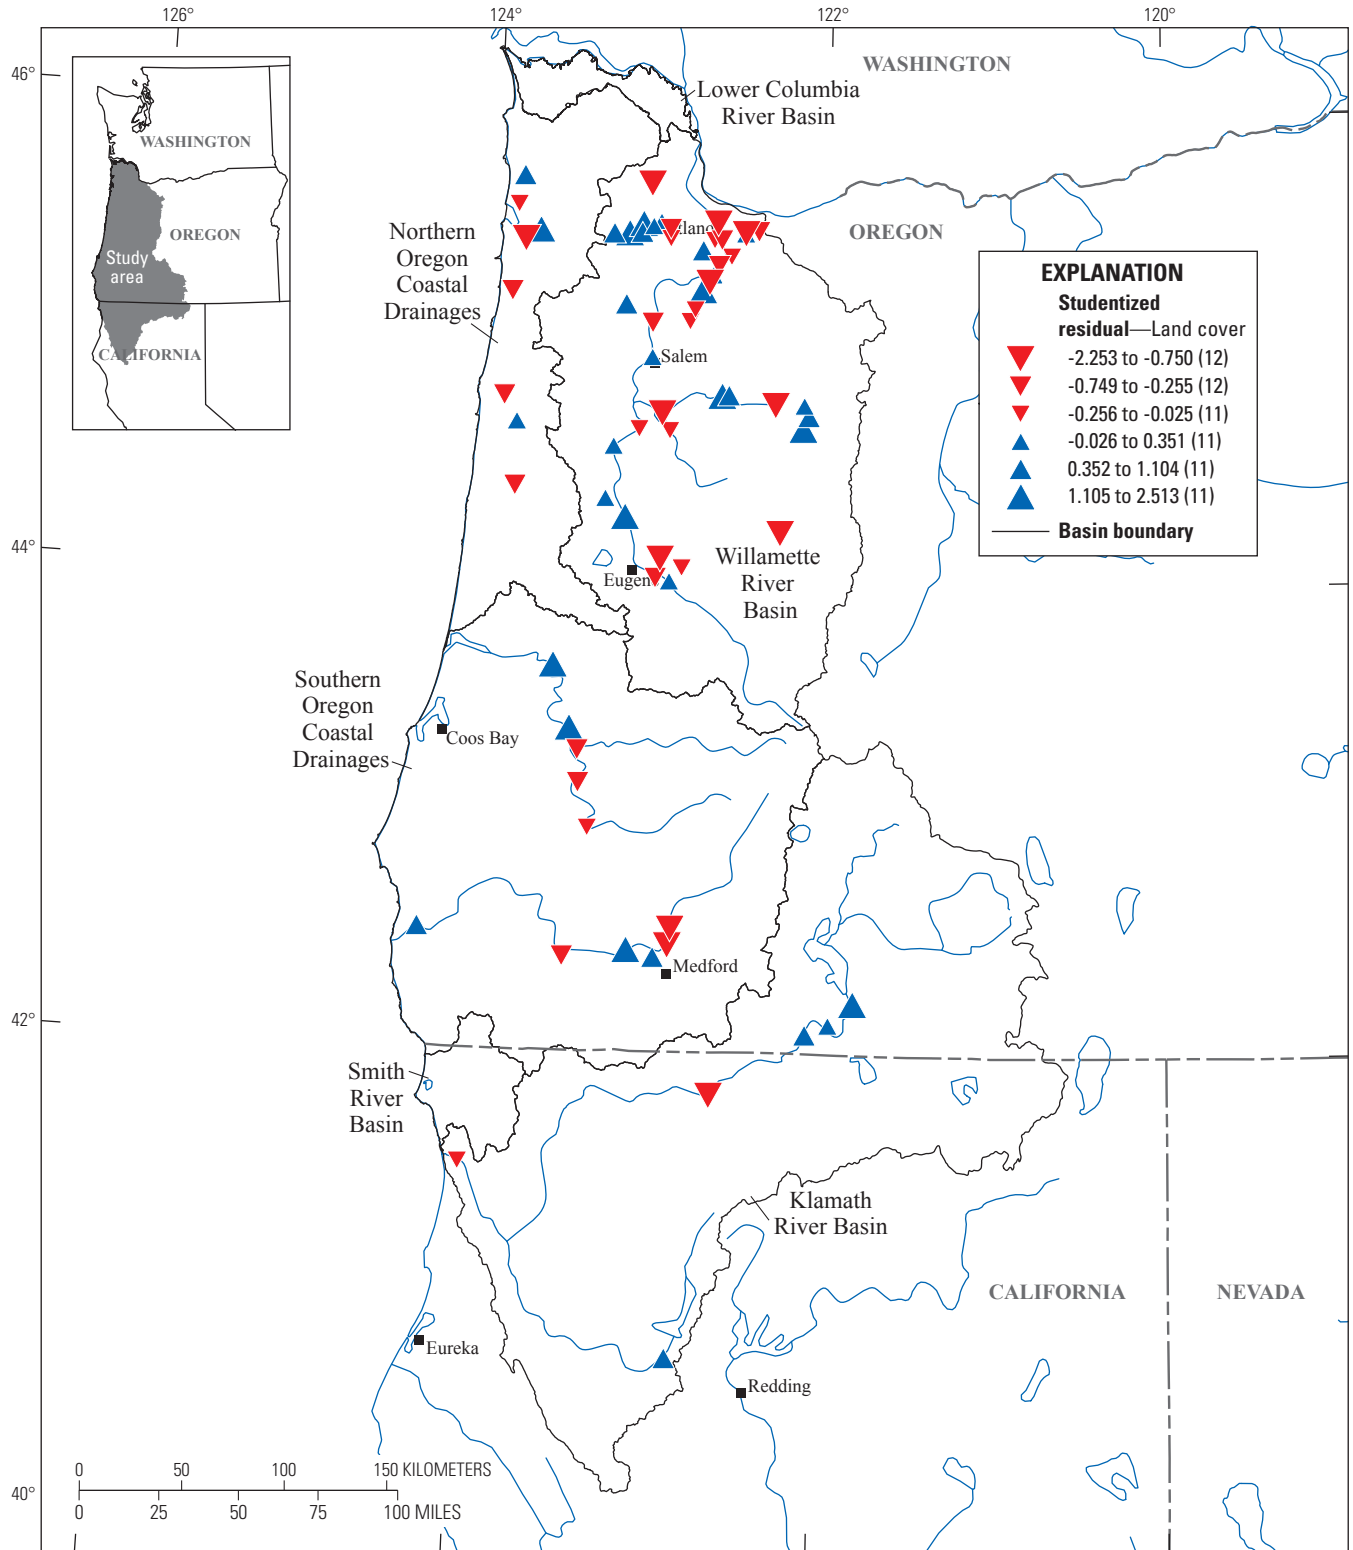 126°
124°
122°
120°
46°
44°
42°
40°
WASHINGTON
OREGON
CALIFORNIA
Study
area
WASHINGTON
OREGON
CALIFORNIA
NEVADA
Lower Columbia
River Basin
Northern
Oregon
Coastal
Drainages
Willamette
River
Basin
Southern
Oregon
Coastal
Drainages
Smith
River
Basin
Klamath
River Basin
Salem
Eugen
Coos Bay
Medford
Eureka
Redding
EXPLANATION
Studentized
residual—Land cover
-2.253 to -0.750 (12)
-0.749 to -0.255 (12)
-0.256 to -0.025 (11)
-0.026 to 0.351 (11)
0.352 to 1.104 (11)
1.105 to 2.513 (11)
Basin boundary
0 50 100 150 KILOMETERS
0 25 50 75 100 MILES